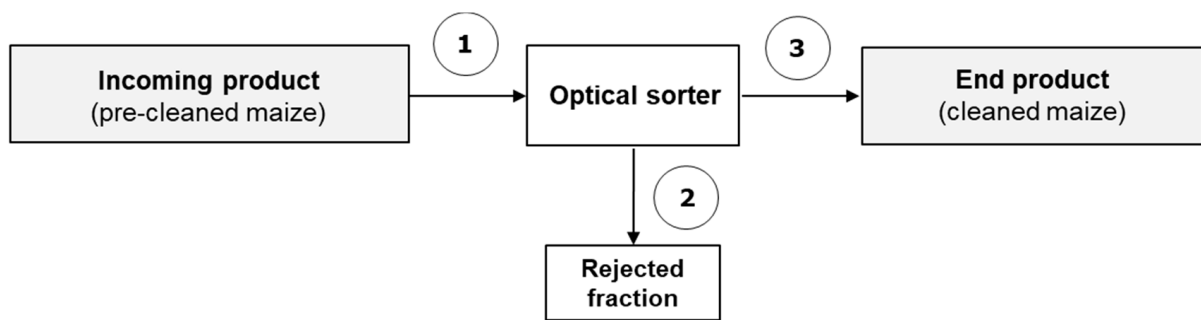 Incoming product
(pre-cleaned maize)
1
Optical sorter
3
End product
(cleaned maize)
2
Rejected
fraction